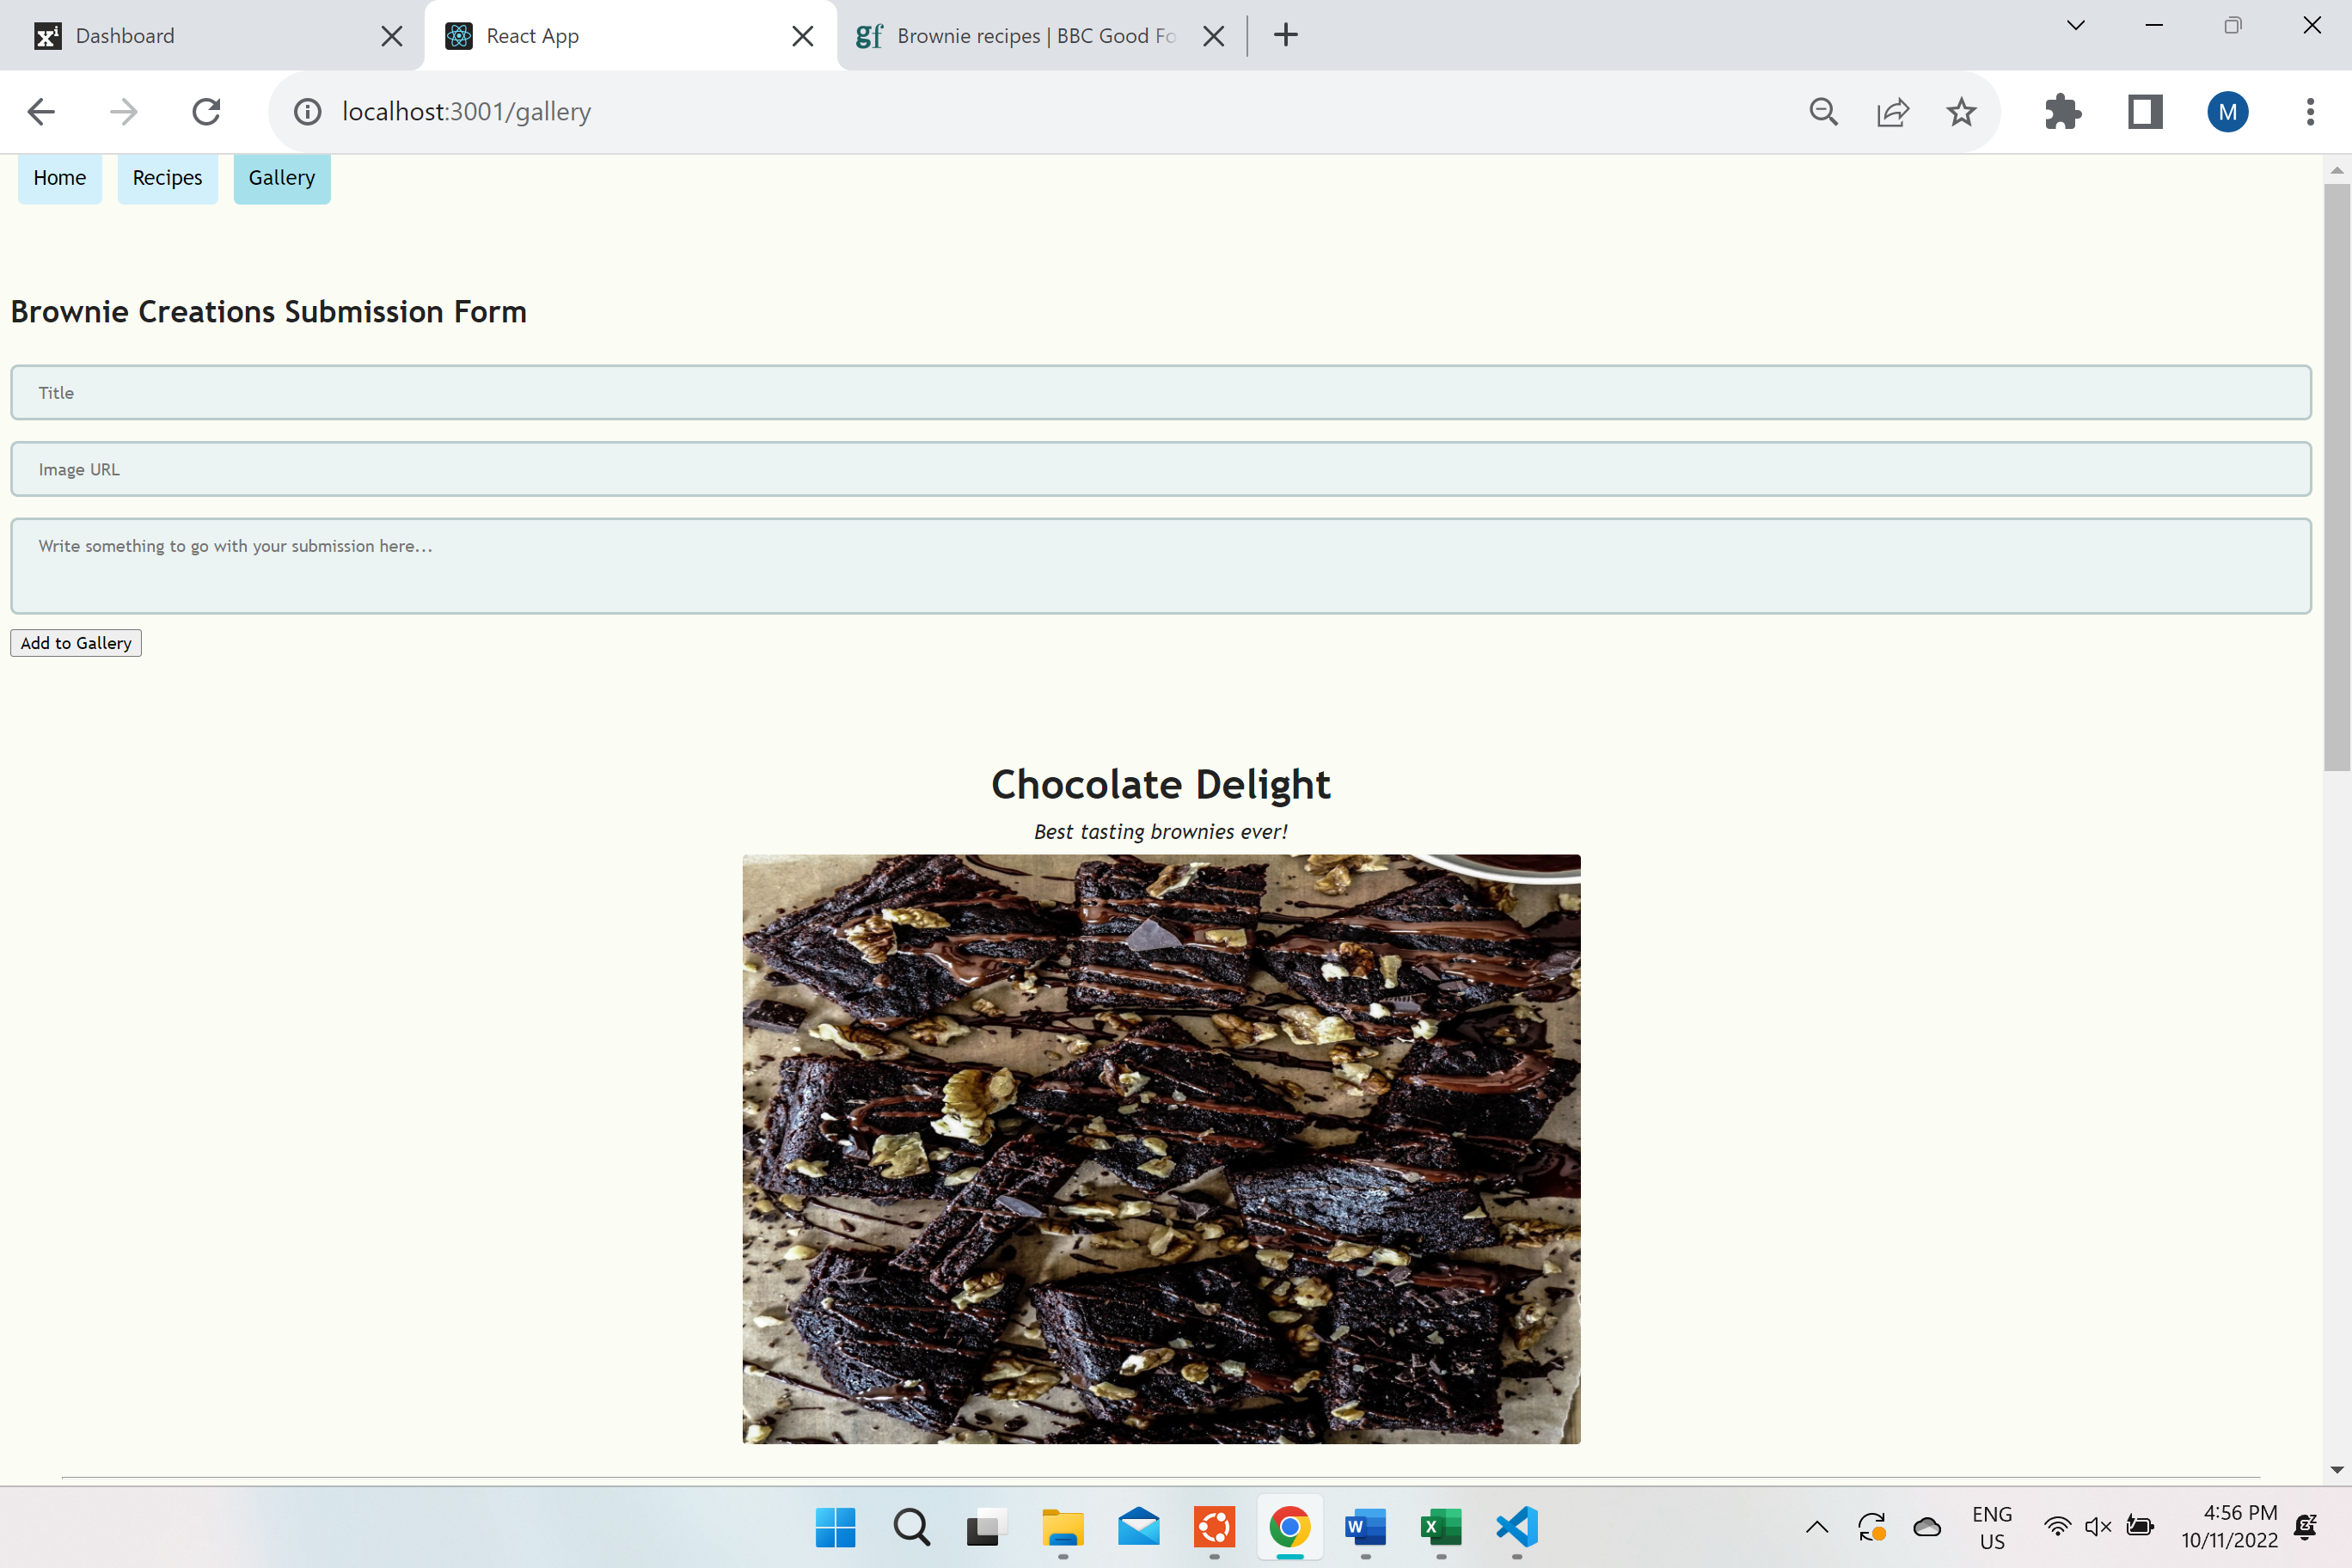 Dashboard
React App
gf Brownie recipes | BBC Good Fo
localhost:3001/gallery
M
Home Recipes Gallery
Brownie Creations Submission Form
Title
Image URL
Write something to go with your submission here...
Add to Gallery
Chocolate Delight
Best tasting brownies ever!
ENG
US
4:56 PM
10/11/2022